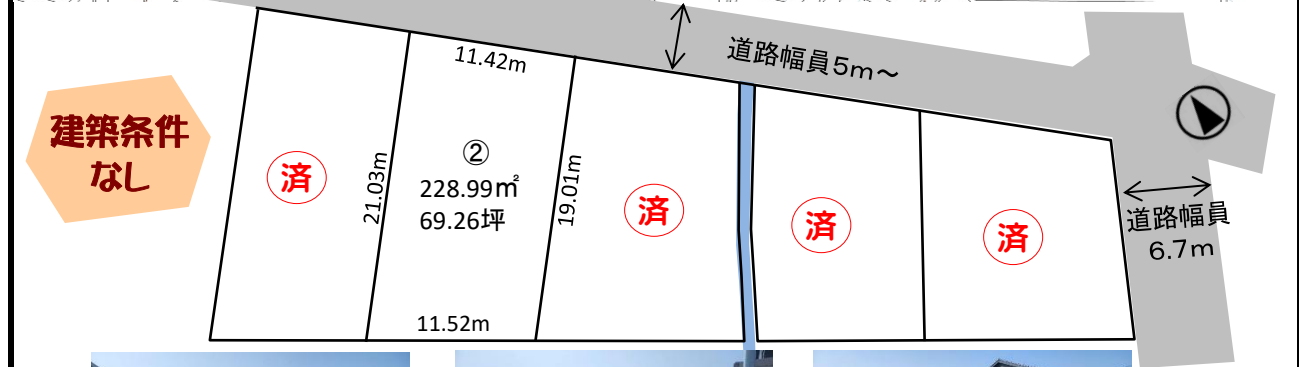 建築条件
なし
道路幅員5m～
11.42m
済
21.03m
②
228.99㎡
69.26坪
19.01m
11.52m
済
済
済
道路幅員
6.7m